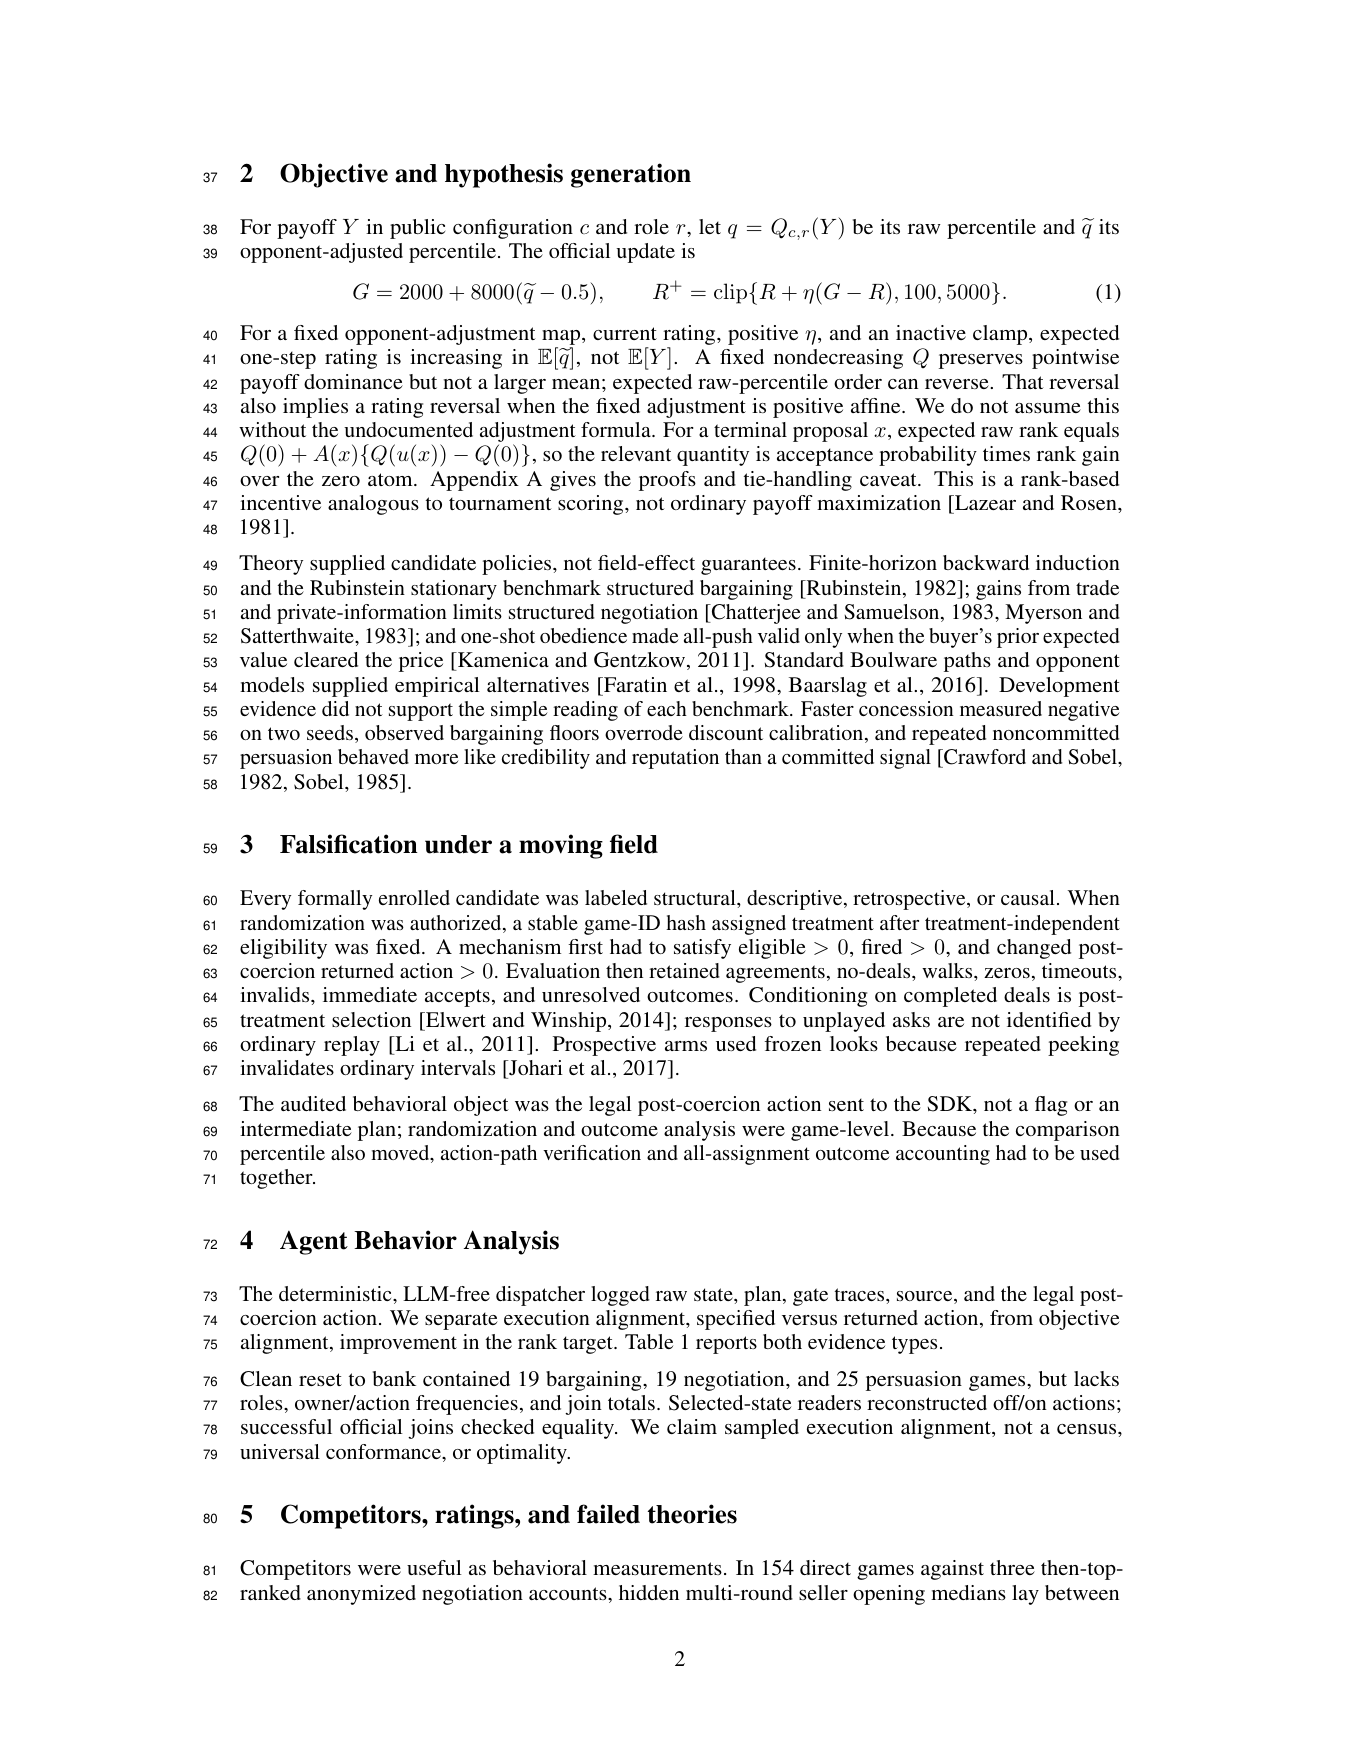 37 2 Objective and hypothesis generation
38 For payoff Y in public configuration c and role r, let q = Q_{c,r}(Y) be its raw percentile and q̃ its
39 opponent-adjusted percentile. The official update is
G = 2000 + 8000(q̃ − 0.5), R⁺ = clip{R + η(G − R), 100, 5000}. (1)
40 For a fixed opponent-adjustment map, current rating, positive η, and an inactive clamp, expected
41 one-step rating is increasing in 𝔼[q̃], not 𝔼[Y]. A fixed nondecreasing Q preserves pointwise
42 payoff dominance but not a larger mean; expected raw-percentile order can reverse. That reversal
43 also implies a rating reversal when the fixed adjustment is positive affine. We do not assume this
44 without the undocumented adjustment formula. For a terminal proposal x, expected raw rank equals
45 Q(0) + A(x){Q(u(x)) − Q(0)}, so the relevant quantity is acceptance probability times rank gain
46 over the zero atom. Appendix A gives the proofs and tie-handling caveat. This is a rank-based
47 incentive analogous to tournament scoring, not ordinary payoff maximization [Lazear and Rosen,
48 1981].
49 Theory supplied candidate policies, not field-effect guarantees. Finite-horizon backward induction
50 and the Rubinstein stationary benchmark structured bargaining [Rubinstein, 1982]; gains from trade
51 and private-information limits structured negotiation [Chatterjee and Samuelson, 1983, Myerson and
52 Satterthwaite, 1983]; and one-shot obedience made all-push valid only when the buyer's prior expected
53 value cleared the price [Kamenica and Gentzkow, 2011]. Standard Boulware paths and opponent
54 models supplied empirical alternatives [Faratin et al., 1998, Baarslag et al., 2016]. Development
55 evidence did not support the simple reading of each benchmark. Faster concession measured negative
56 on two seeds, observed bargaining floors overrode discount calibration, and repeated noncommitted
57 persuasion behaved more like credibility and reputation than a committed signal [Crawford and Sobel,
58 1982, Sobel, 1985].
59 3 Falsification under a moving field
60 Every formally enrolled candidate was labeled structural, descriptive, retrospective, or causal. When
61 randomization was authorized, a stable game-ID hash assigned treatment after treatment-independent
62 eligibility was fixed. A mechanism first had to satisfy eligible > 0, fired > 0, and changed post-
63 coercion returned action > 0. Evaluation then retained agreements, no-deals, walks, zeros, timeouts,
64 invalids, immediate accepts, and unresolved outcomes. Conditioning on completed deals is post-
65 treatment selection [Elwert and Winship, 2014]; responses to unplayed asks are not identified by
66 ordinary replay [Li et al., 2011]. Prospective arms used frozen looks because repeated peeking
67 invalidates ordinary intervals [Johari et al., 2017].
68 The audited behavioral object was the legal post-coercion action sent to the SDK, not a flag or an
69 intermediate plan; randomization and outcome analysis were game-level. Because the comparison
70 percentile also moved, action-path verification and all-assignment outcome accounting had to be used
71 together.
72 4 Agent Behavior Analysis
73 The deterministic, LLM-free dispatcher logged raw state, plan, gate traces, source, and the legal post-
74 coercion action. We separate execution alignment, specified versus returned action, from objective
75 alignment, improvement in the rank target. Table 1 reports both evidence types.
76 Clean reset to bank contained 19 bargaining, 19 negotiation, and 25 persuasion games, but lacks
77 roles, owner/action frequencies, and join totals. Selected-state readers reconstructed off/on actions;
78 successful official joins checked equality. We claim sampled execution alignment, not a census,
79 universal conformance, or optimality.
80 5 Competitors, ratings, and failed theories
81 Competitors were useful as behavioral measurements. In 154 direct games against three then-top-
82 ranked anonymized negotiation accounts, hidden multi-round seller opening medians lay between
2